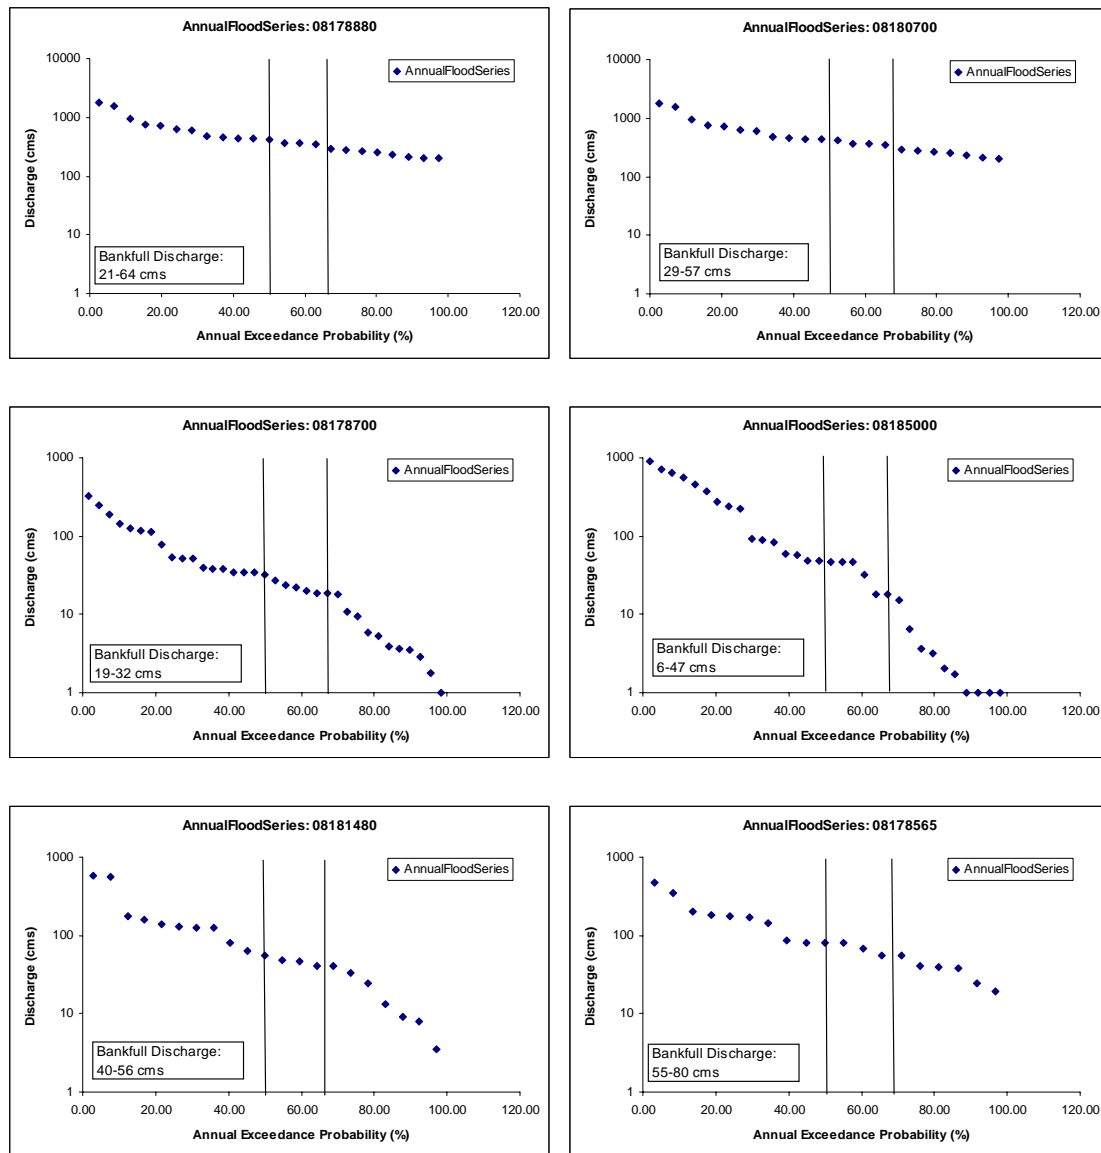 AnnualFloodSeries: 08178880
10000
1000
100
10
1
Discharge (cms)
AnnualFloodSeries
Bankfull Discharge:
21-64 cms
0.00 20.00 40.00 60.00 80.00 100.00 120.00
Annual Exceedance Probability (%)
AnnualFloodSeries: 08180700
10000
1000
100
10
1
Discharge (cms)
AnnualFloodSeries
Bankfull Discharge:
29-57 cms
0.00 20.00 40.00 60.00 80.00 100.00 120.00
Annual Exceedance Probability (%)
AnnualFloodSeries: 08178700
1000
100
10
1
Discharge (cms)
AnnualFloodSeries
Bankfull Discharge:
19-32 cms
0.00 20.00 40.00 60.00 80.00 100.00 120.00
Annual Exceedance Probability (%)
AnnualFloodSeries: 08185000
1000
100
10
1
Discharge (cms)
AnnualFloodSeries
Bankfull Discharge:
6-47 cms
0.00 20.00 40.00 60.00 80.00 100.00 120.00
Annual Exceedance Probability (%)
AnnualFloodSeries: 08181480
1000
100
10
1
Discharge (cms)
AnnualFloodSeries
Bankfull Discharge:
40-56 cms
0.00 20.00 40.00 60.00 80.00 100.00 120.00
Annual Exceedance Probability (%)
AnnualFloodSeries: 08178565
1000
100
10
1
Discharge (cms)
AnnualFloodSeries
Bankfull Discharge:
55-80 cms
0.00 20.00 40.00 60.00 80.00 100.00 120.00
Annual Exceedance Probability (%)